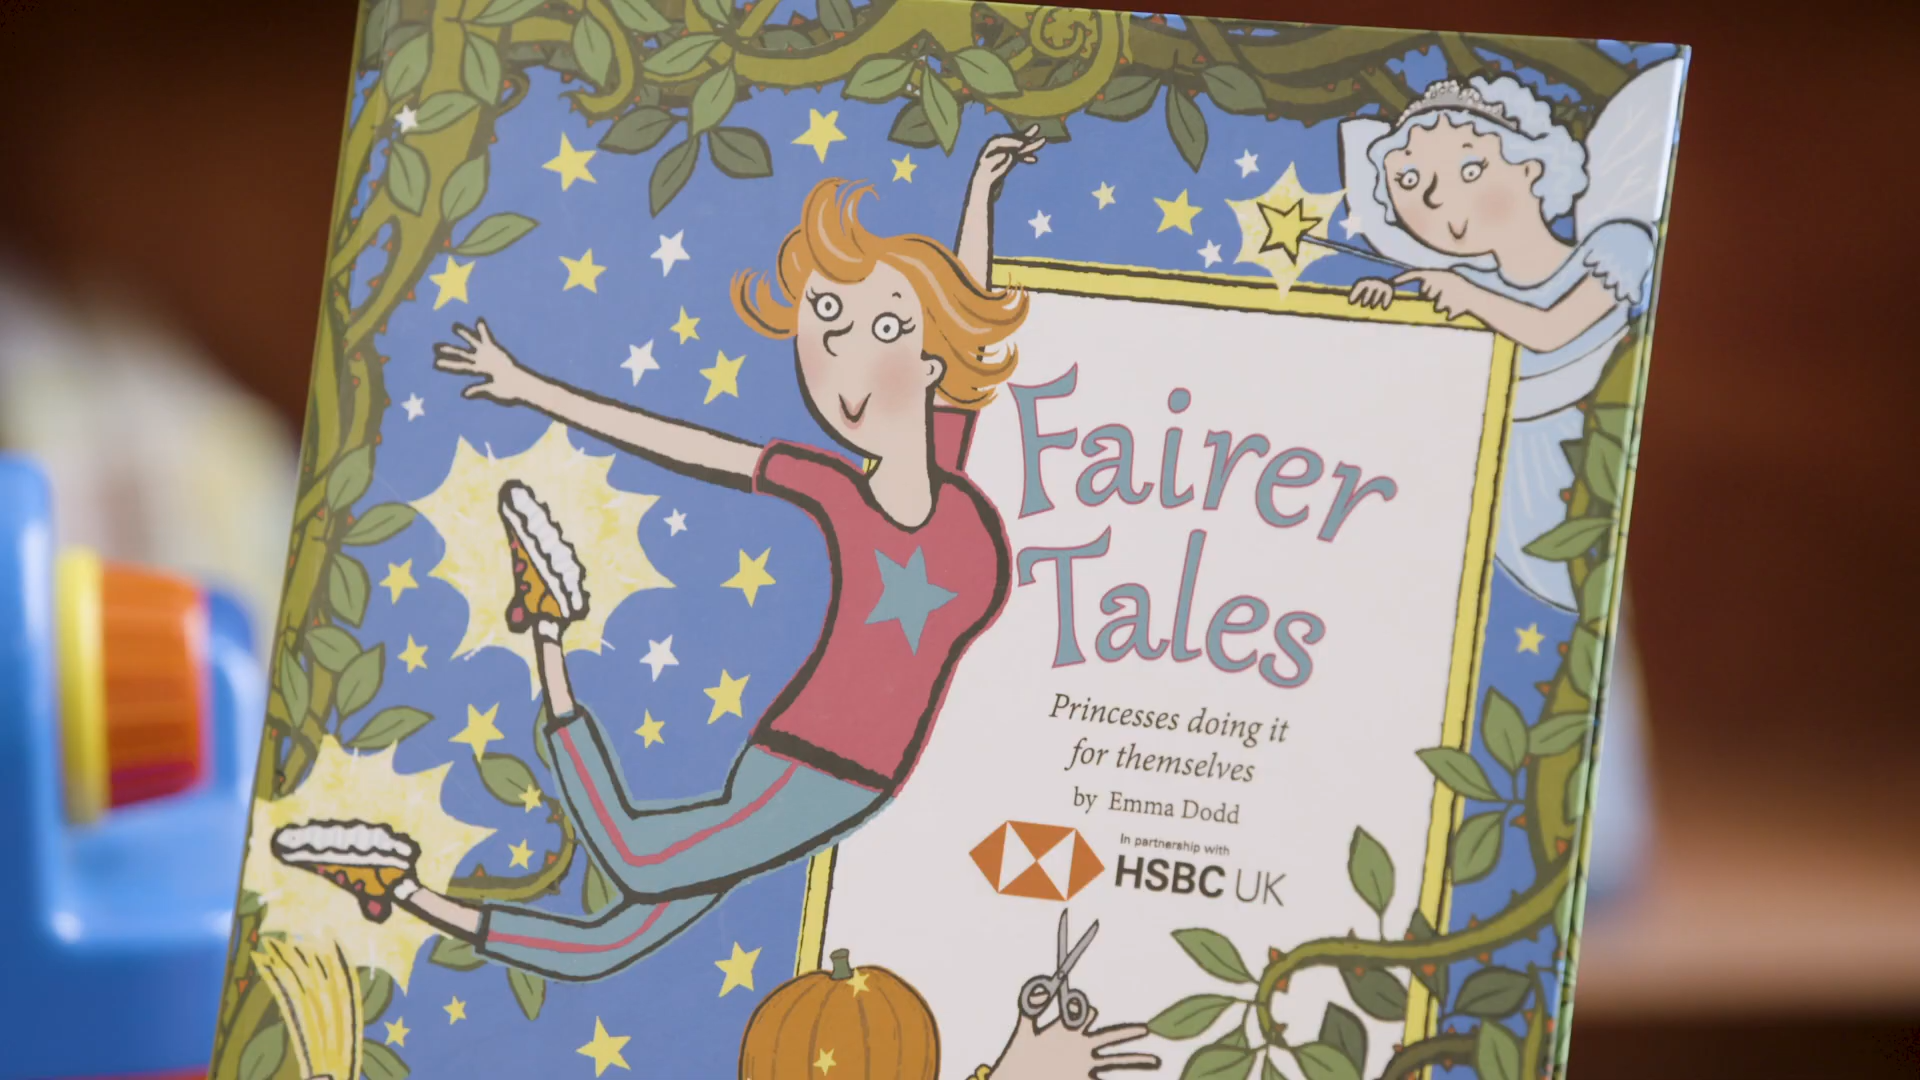 Fairer
Tales
Princesses doing it
for themselves
by Emma Dodd
In partnership with
HSBC UK